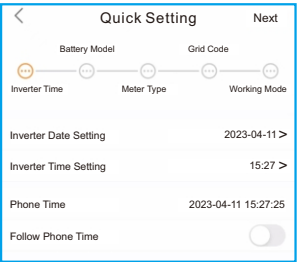 < Quick Setting Next
Battery Model Grid Code
Inverter Time Meter Type Working Mode
Inverter Date Setting 2023-04-11 >
Inverter Time Setting 15:27 >
Phone Time 2023-04-11 15:27:25
Follow Phone Time